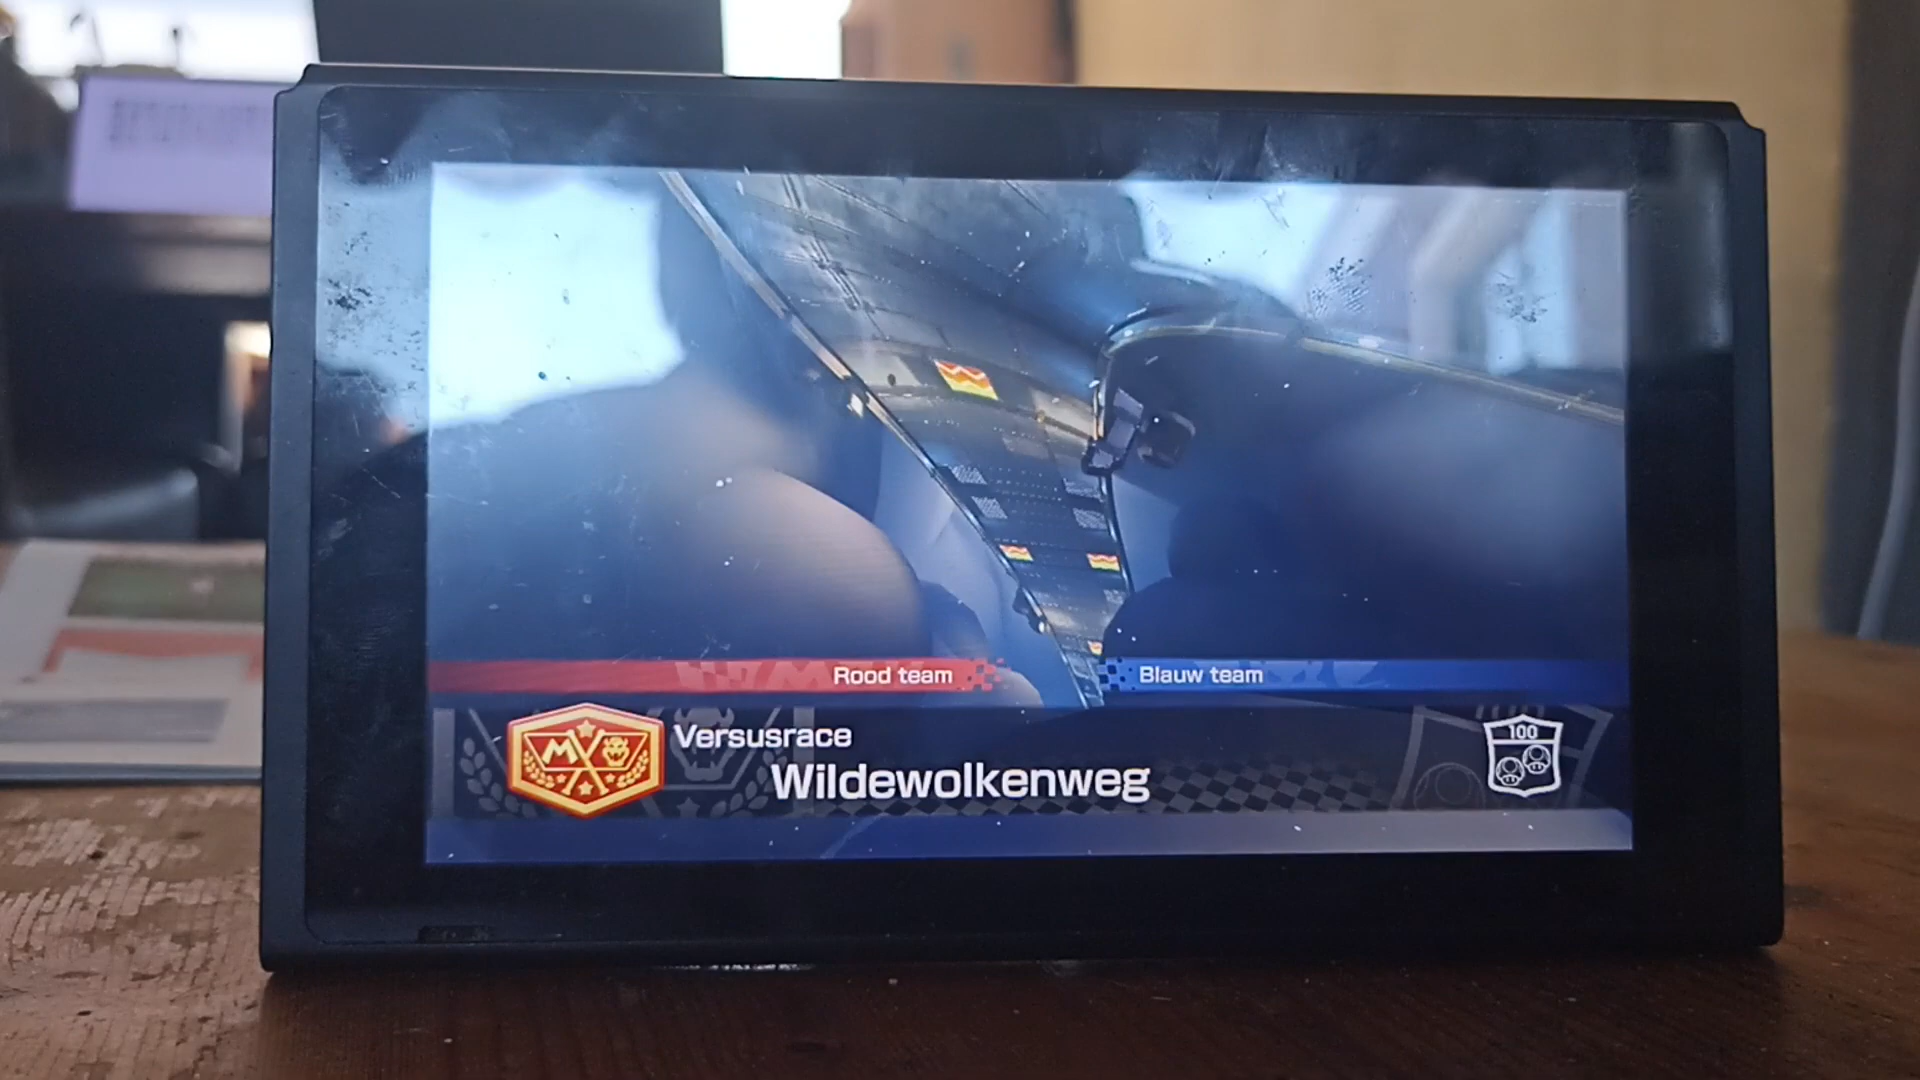 Rood team
Blauw team
Versusrace
Wildewolkenweg
100